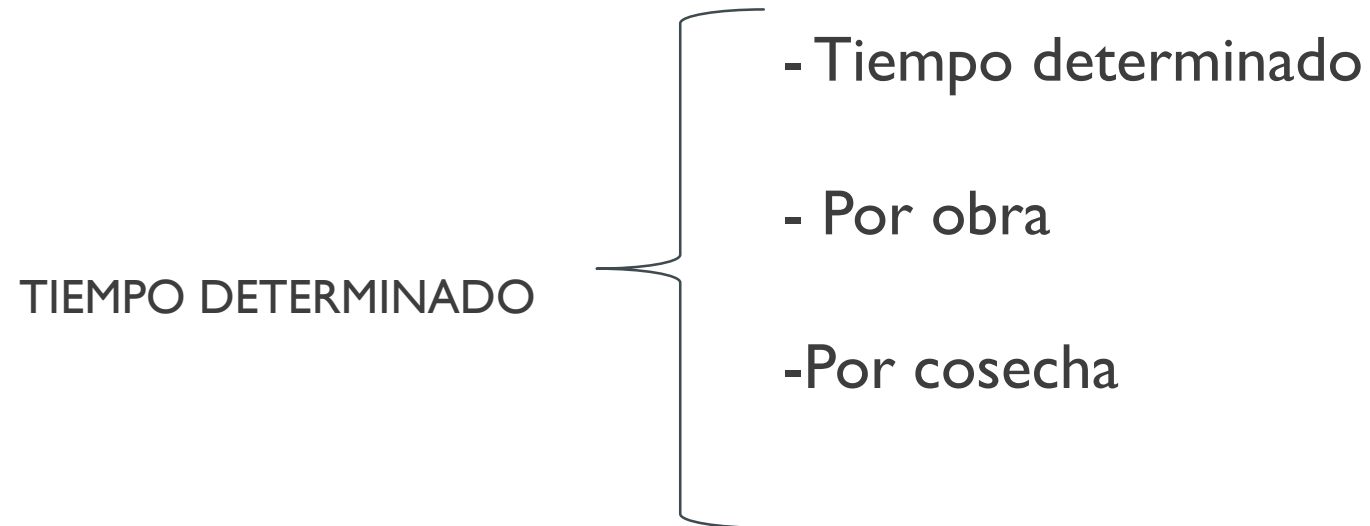 TIEMPO DETERMINADO
- Tiempo determinado
- Por obra
-Por cosecha